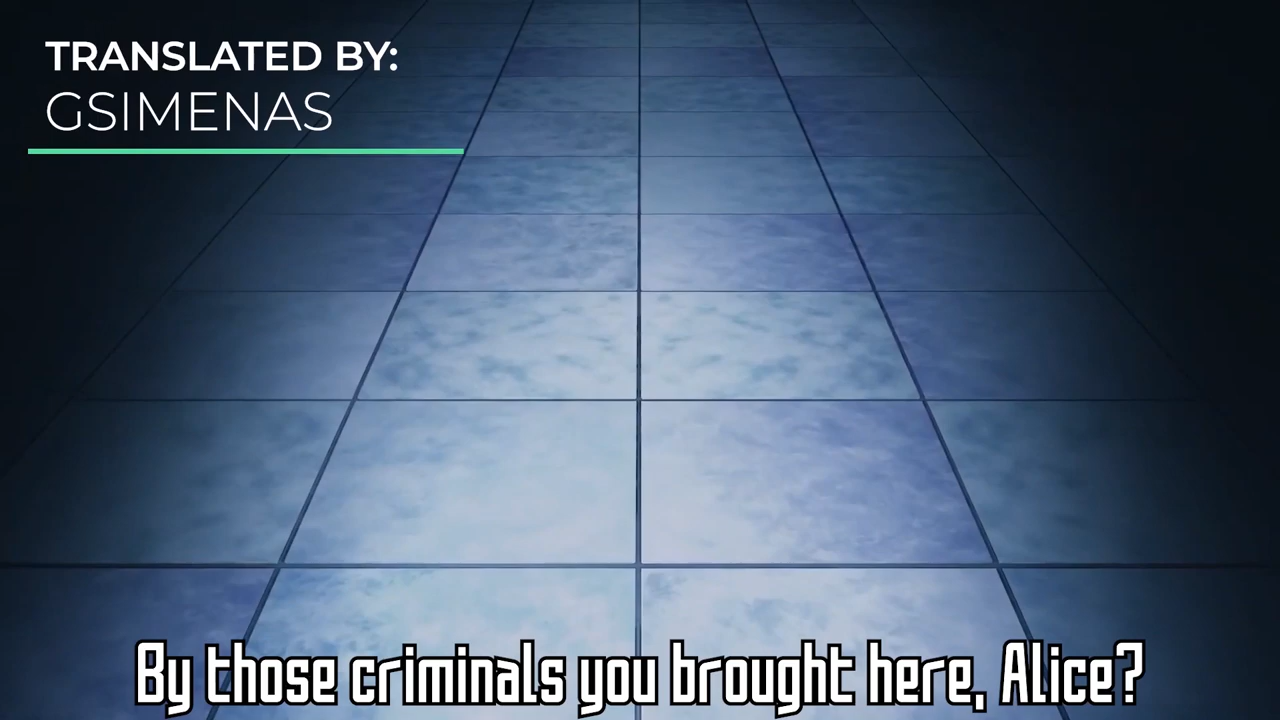 TRANSLATED BY:
GSIMENAS
By those criminals you brought here, Alice?